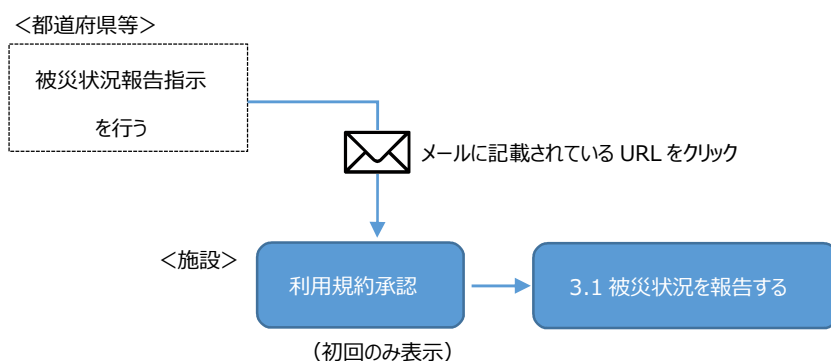 ＜都道府県等＞
被災状況報告指示
を行う
メールに記載されている URL をクリック
＜施設＞
利用規約承認
3.1 被災状況を報告する
（初回のみ表示）